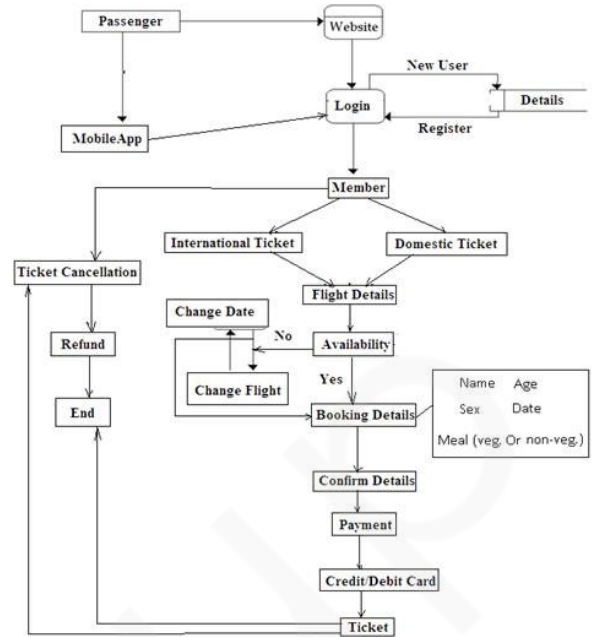 Passenger
Website
New User
Login
Details
Register
MobileApp
Member
International Ticket
Domestic Ticket
Ticket Cancellation
Flight Details
Change Date
No
Refund
Availability
Yes
Change Flight
Name Age
End
Booking Details
Sex Date
Meal (veg. Or non-veg.)
Confirm Details
Payment
Credit/Debit Card
Ticket